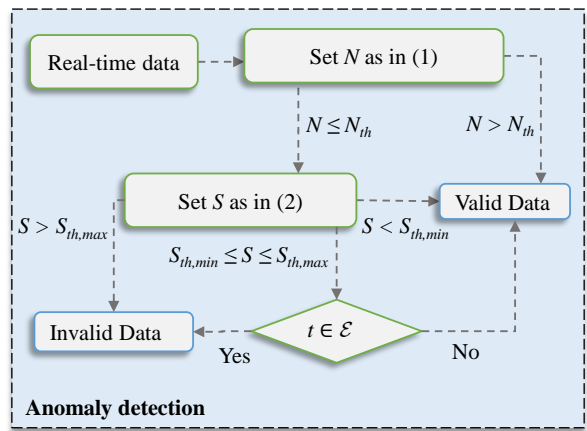 Real-time data
Set N as in (1)
N ≤ N_th
N > N_th
Set S as in (2)
Valid Data
S > S_th,max
S < S_th,min
S_th,min ≤ S ≤ S_th,max
Invalid Data
t ∈ ℰ
Yes
No
Anomaly detection